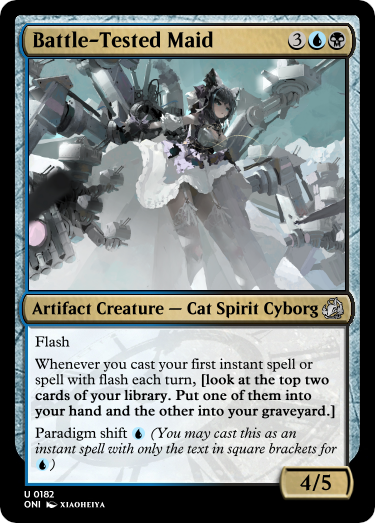 Battle-Tested Maid 3
Artifact Creature — Cat Spirit Cyborg
Flash
Whenever you cast your first instant spell or
spell with flash each turn, [look at the top two
cards of your library. Put one of them into
your hand and the other into your graveyard.]
Paradigm shift (You may cast this as an
instant spell with only the text in square brackets for
)
4/5
U 0182
ONI XIAOHEIYA